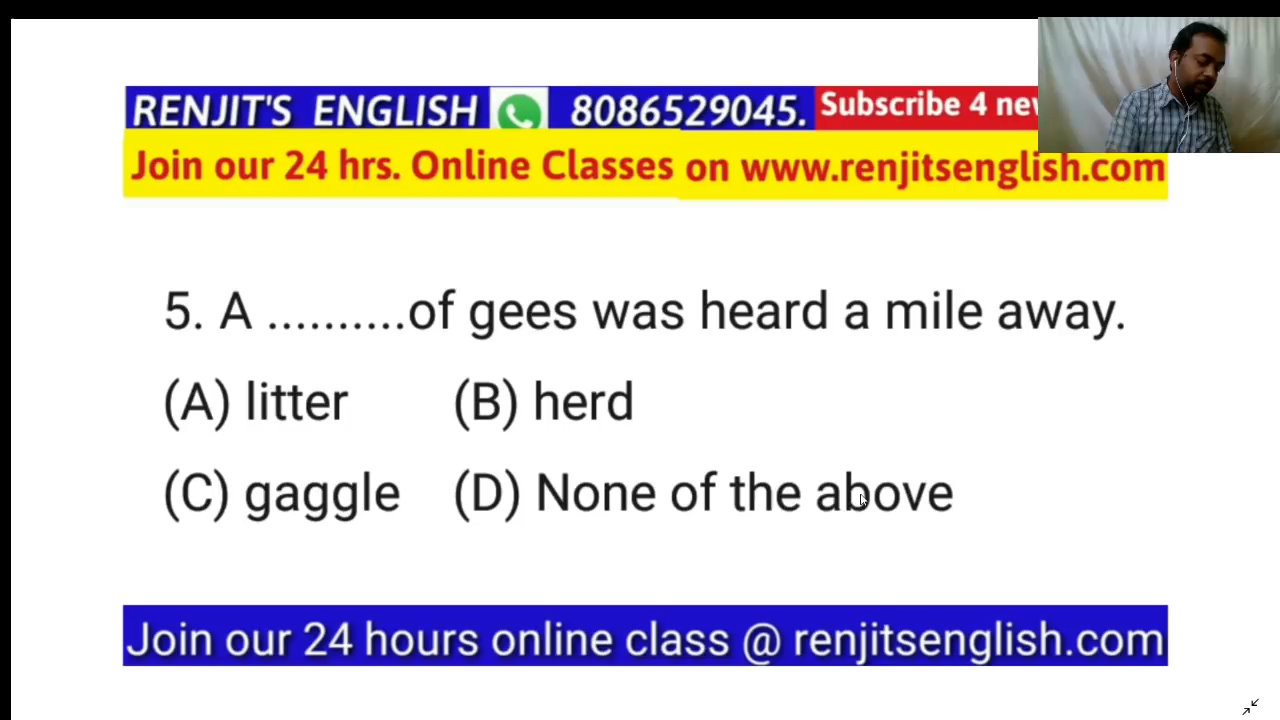 RENJIT'S ENGLISH 8086529045. Subscribe 4
Join our 24 hrs. Online Classes on www.renjitsenglish.com
5. A ..........of gees was heard a mile away.
(A) litter (B) herd
(C) gaggle (D) None of the above
Join our 24 hours online class @ renjitsenglish.com